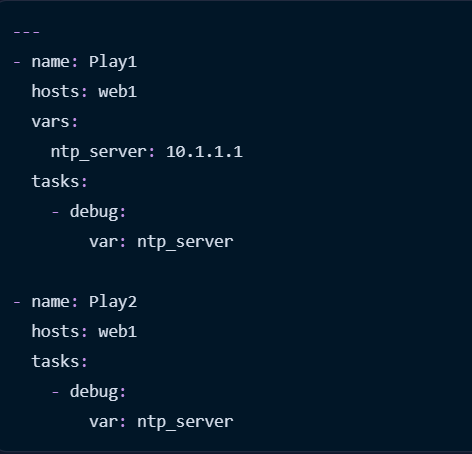 ---
- name: Play1
  hosts: web1
  vars:
    ntp_server: 10.1.1.1
  tasks:
    - debug:
        var: ntp_server

- name: Play2
  hosts: web1
  tasks:
    - debug:
        var: ntp_server